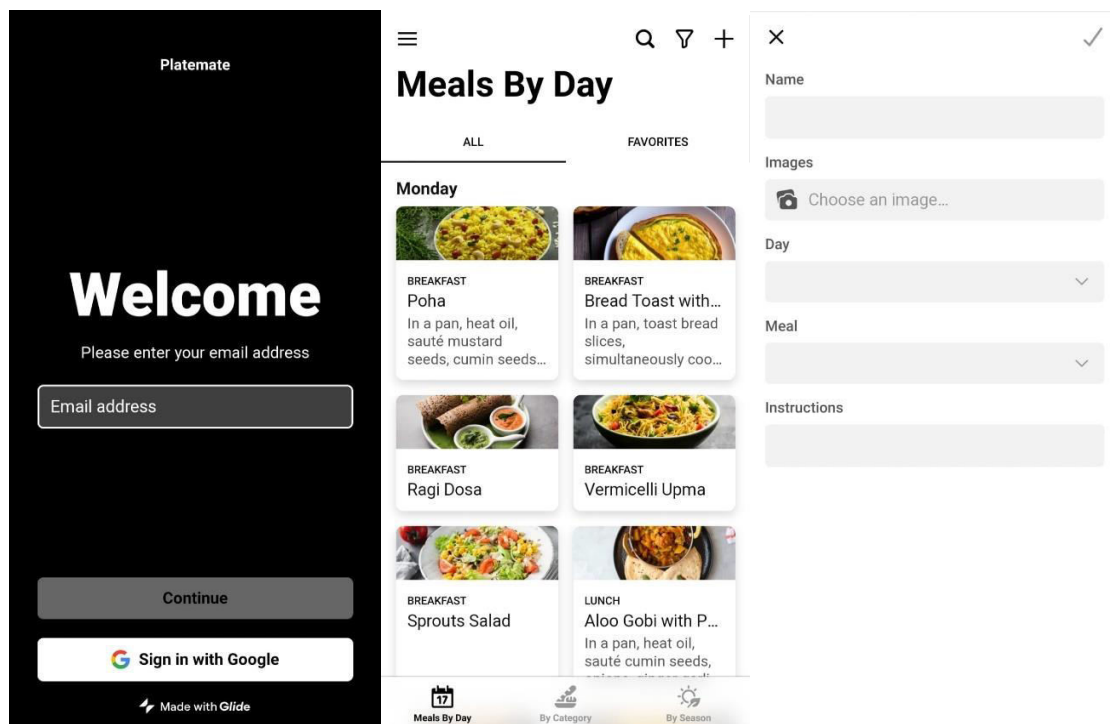 Platemate
Welcome
Please enter your email address
Email address
Continue
Sign in with Google
Made with Glide
Meals By Day
ALL
FAVORITES
Monday
BREAKFAST
Poha
In a pan, heat oil,
sauté mustard
seeds, cumin seeds...
BREAKFAST
Bread Toast with...
In a pan, toast bread
slices,
simultaneously coo...
BREAKFAST
Ragi Dosa
BREAKFAST
Vermicelli Upma
BREAKFAST
Sprouts Salad
LUNCH
Aloo Gobi with P...
In a pan, heat oil,
sauté cumin seeds,
17
Meals By Day
By Category
By Season
Name
Images
Choose an image...
Day
Meal
Instructions